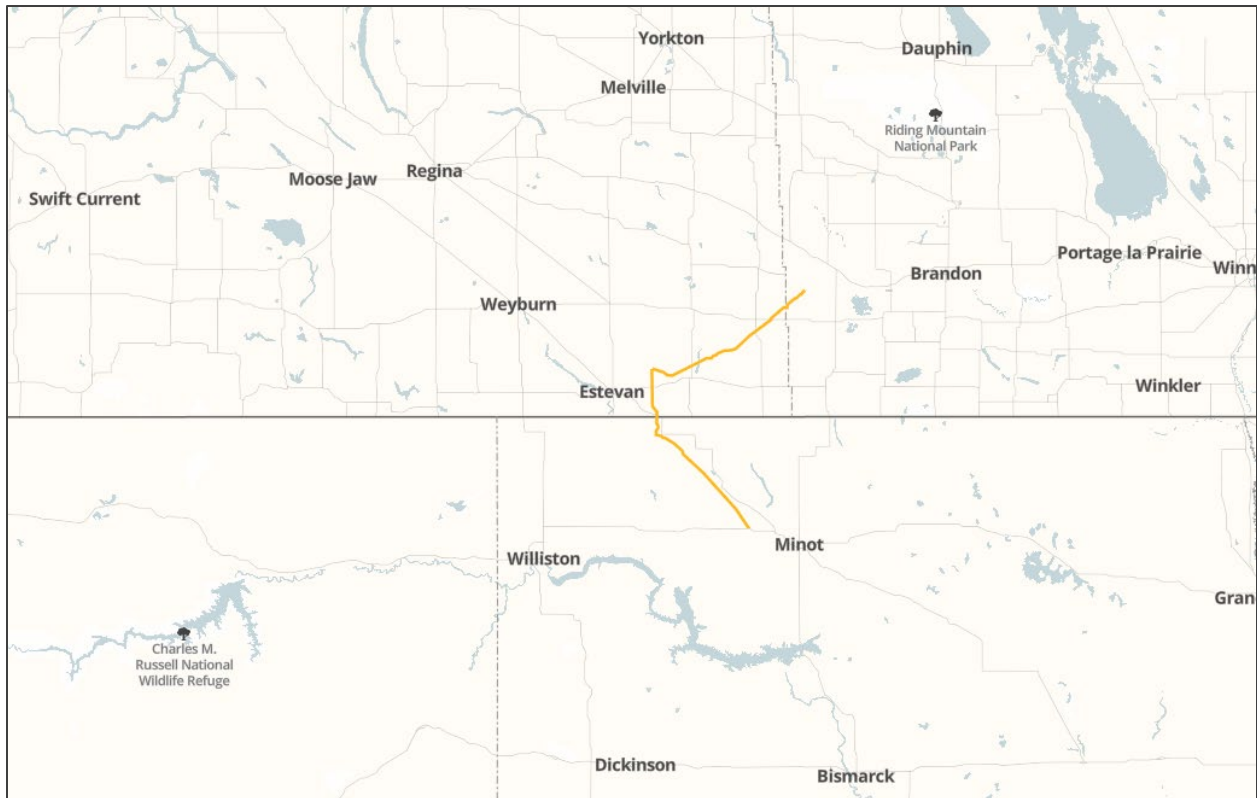 Yorkton
Dauphin
Melville
Riding Mountain
National Park
Regina
Moose Jaw
Swift Current
Portage la Prairie
Winn
Brandon
Weyburn
Estevan
Winkler
Minot
Williston
Gran
Charles M.
Russell National
Wildlife Refuge
Dickinson
Bismarck